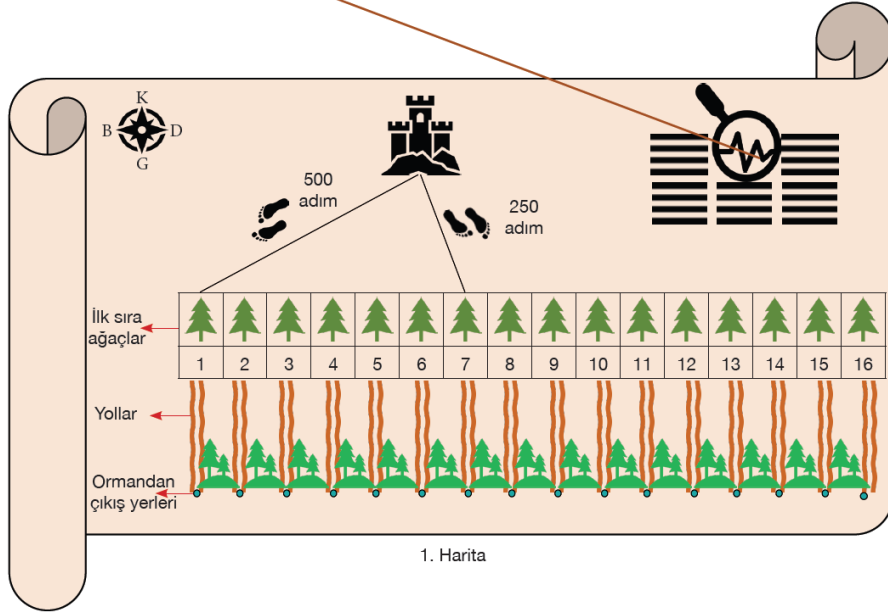 K
B D
G
500
adım
250
adım
İlk sıra
ağaçlar
1 2 3 4 5 6 7 8 9 10 11 12 13 14 15 16
Yollar
Ormandan
çıkış yerleri
1. Harita